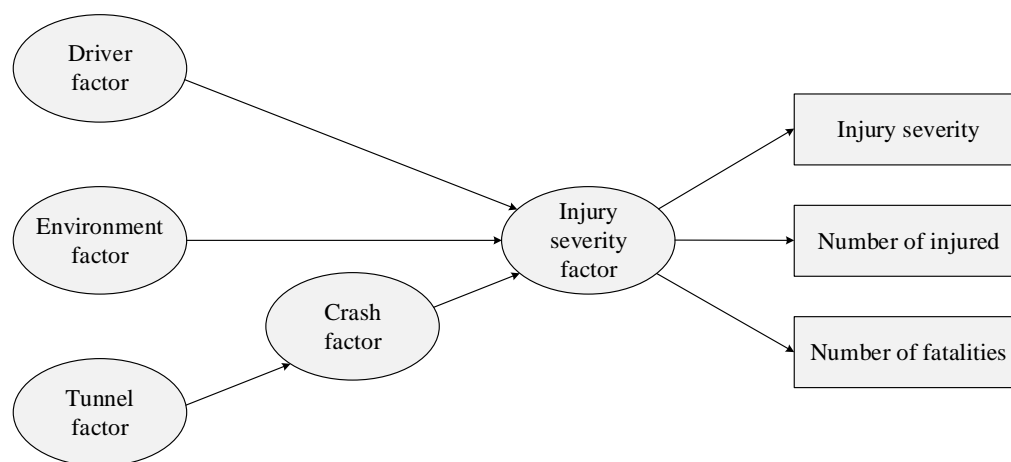 Driver
factor
Environment
factor
Tunnel
factor
Crash
factor
Injury
severity
factor
Injury severity
Number of injured
Number of fatalities